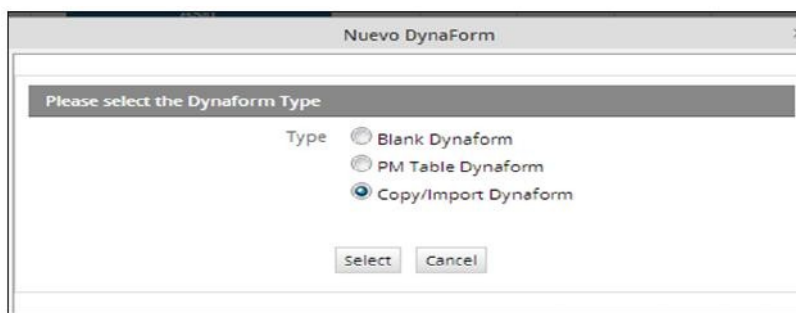 Nuevo DynaForm
Please select the Dynaform Type
Type Blank Dynaform
PM Table Dynaform
Copy/Import Dynaform
Select Cancel